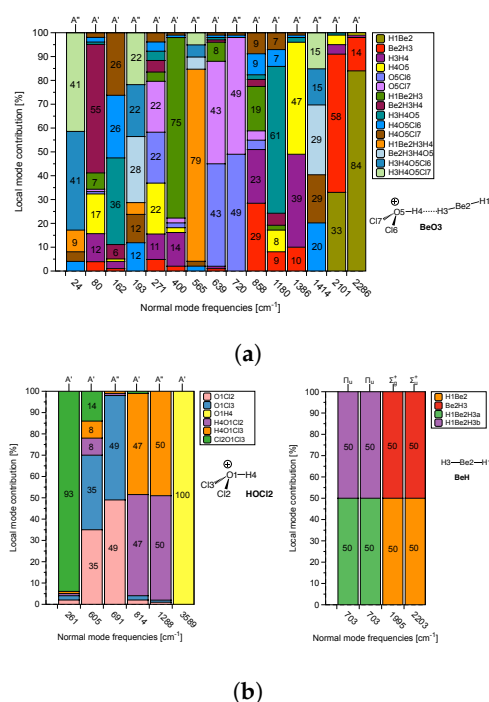 A'' A' A' A'' A' A' A'' A' A'' A' A' A' A'' A' A'
Local mode contribution [%]
100
90
80
70
60
50
40
30
20
10
0
41 41 9
55 7 17 12
26 26 36 6
22 22 28 12 12
22 22 22 11
75 14
79
8 43 43
49 49
9 9 19 23 29
7 7 61 8 9
47 39 10
15 15 29 29 20
58 33
14 84
24 80 162 193 271 400 565 639 720 858 1180 1386 1414 2101 2286
Normal mode frequencies [cm⁻¹]
H1Be2
Be2H3
H3H4
H4O5
O5Cl6
O5Cl7
H1Be2H3
Be2H3H4
H3H4O5
H4O5Cl6
H4O5Cl7
H1Be2H3H4
Be2H3H4O5
H3H4O5Cl6
H3H4O5Cl7
⊕
Cl7 O5—H4······H3 Be2—H1
Cl6
BeO3
(a)
A' A' A'' A' A'' A'
Local mode contribution [%]
100
90
80
70
60
50
40
30
20
10
0
93
14 8 8 35 35
49 49
47 47
50 50
100
261 605 691 814 1288 3589
Normal mode frequencies [cm⁻¹]
O1Cl2
O1Cl3
O1H4
H4O1Cl2
H4O1Cl3
Cl2O1Cl3
⊕
O1—H4
Cl3
Cl2
HOCl2
Πu Πu Σg+ Σu+
Local mode contribution [%]
100
90
80
70
60
50
40
30
20
10
0
50 50 50 50
50 50 50 50
703 703 1995 2203
Normal mode frequencies [cm⁻¹]
H1Be2
Be2H3
H1Be2H3a
H1Be2H3b
H3—Be2—H1
BeH
(b)